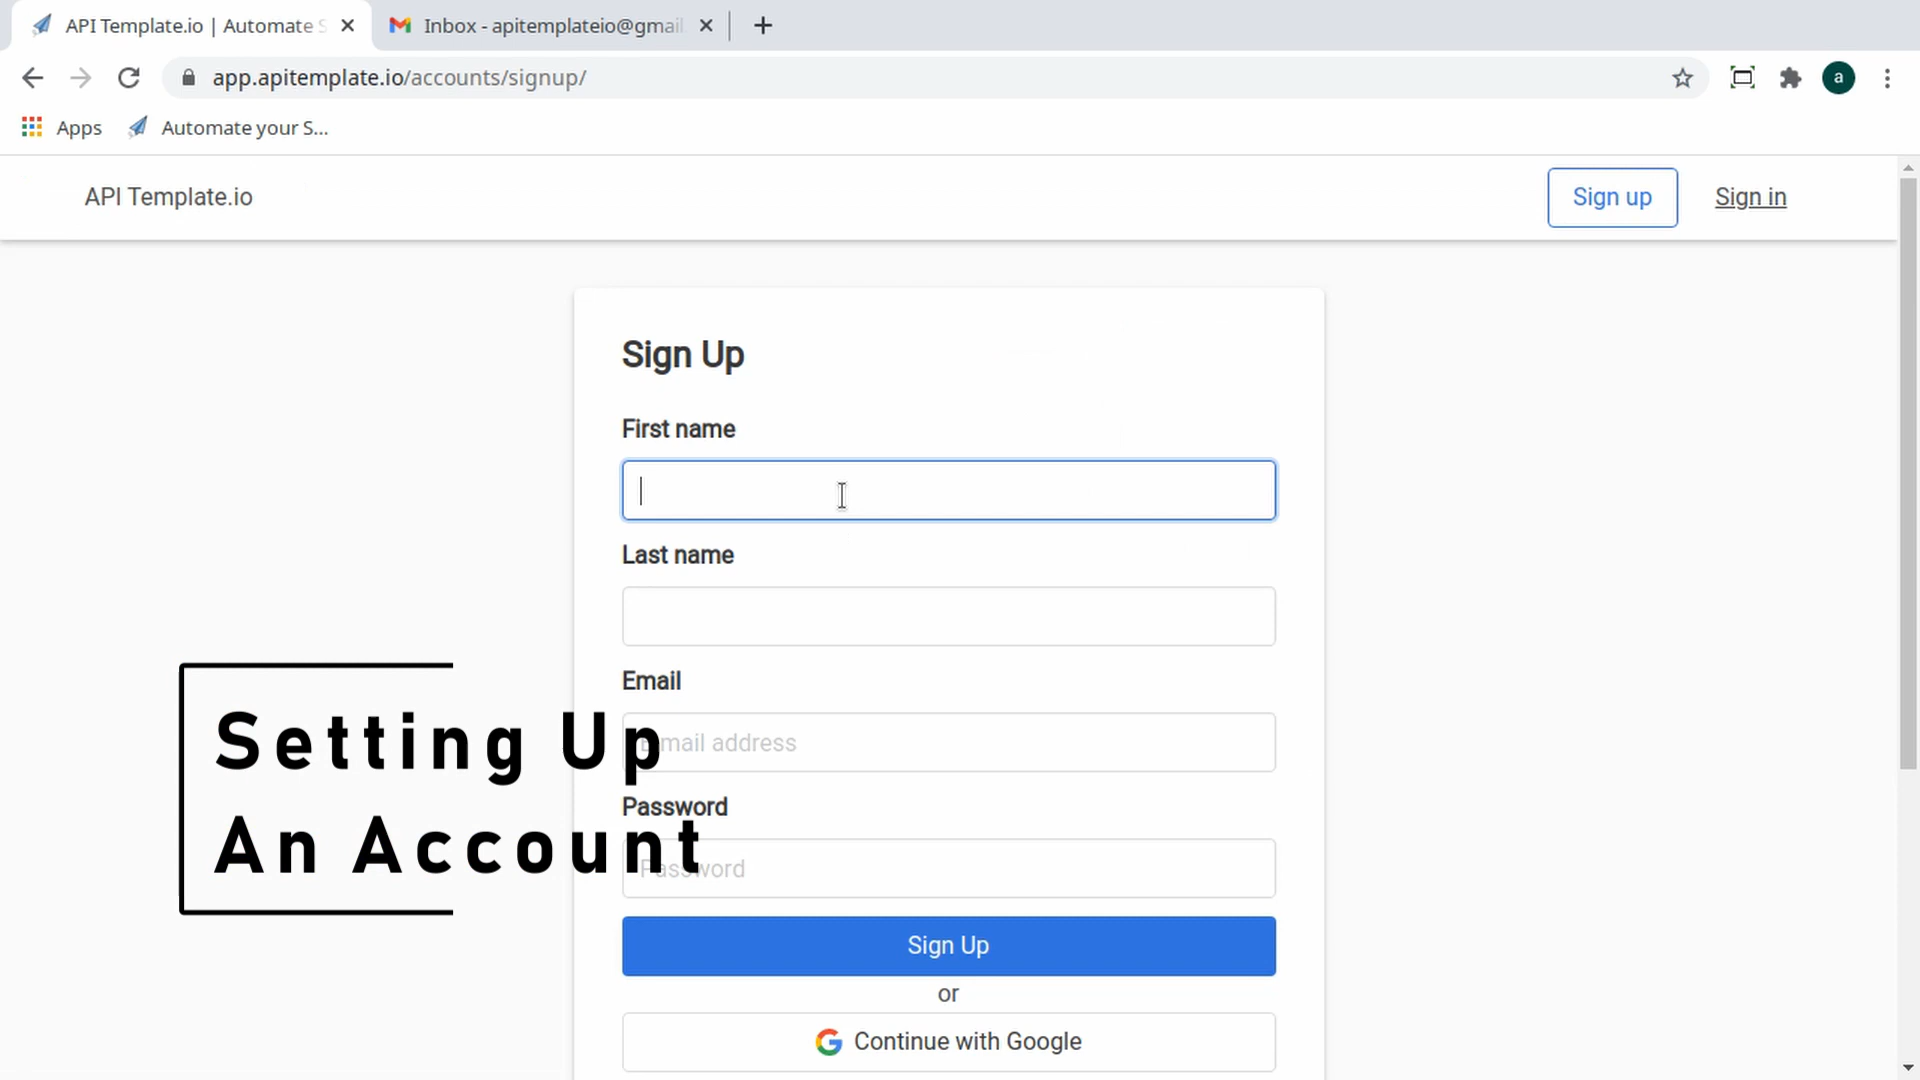 API Template.io | Automate S
Inbox - apitemplateio@gmail
app.apitemplate.io/accounts/signup/
a
Apps
Automate your S...
API Template.io
Sign up
Sign in
Sign Up
First name
Last name
Email
Email address
Password
Password
Setting Up
An Account
Sign Up
or
Continue with Google